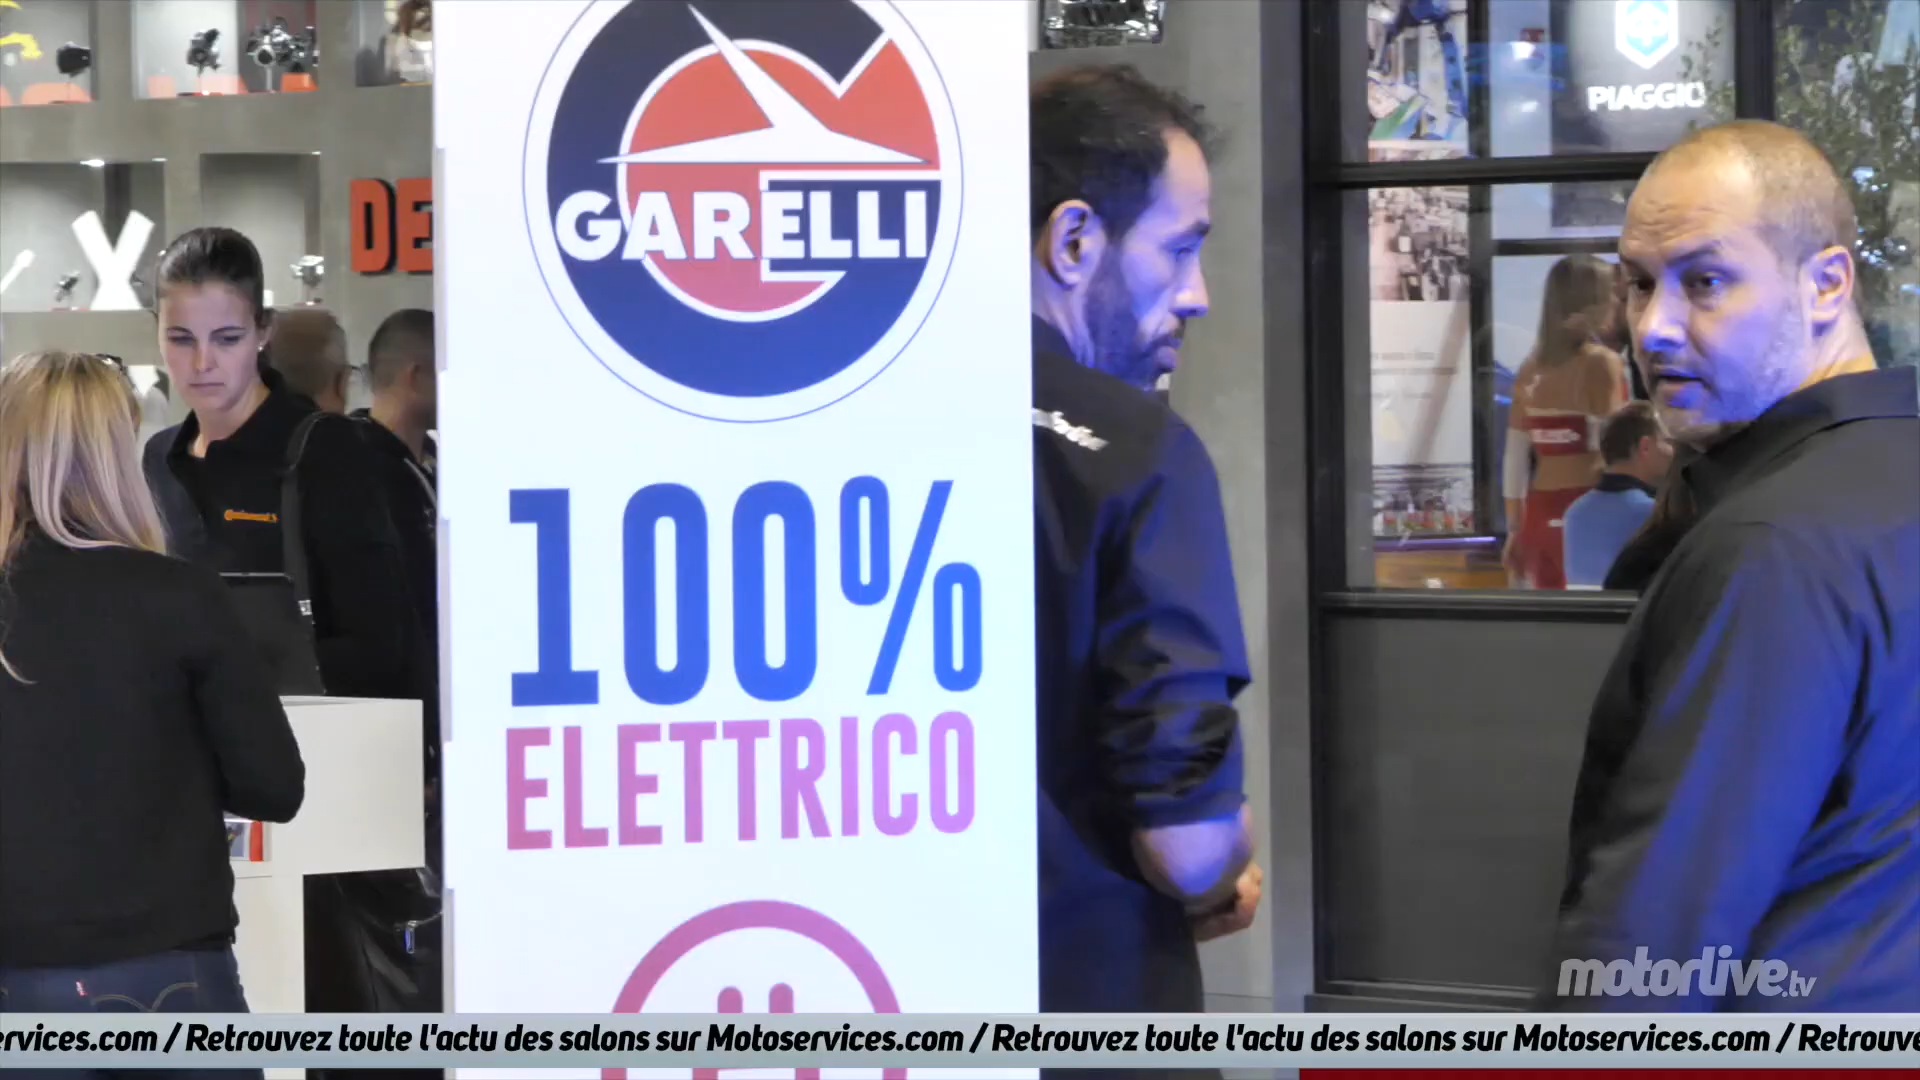 PIAGGIO
DE
X
GARELLI
Continental
100%
ELETTRICO
motorlive.tv
rvices.com / Retrouvez toute l'actu des salons sur Motoservices.com / Retrouvez toute l'actu des salons sur Motoservices.com / Retrouve